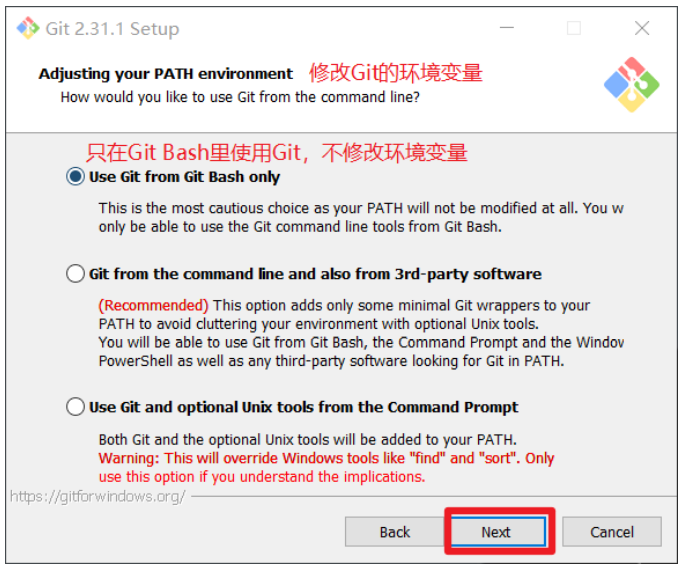 Git 2.31.1 Setup
Adjusting your PATH environment 修改Git的环境变量
How would you like to use Git from the command line?
只在Git Bash里使用Git，不修改环境变量
Use Git from Git Bash only
This is the most cautious choice as your PATH will not be modified at all. You w
only be able to use the Git command line tools from Git Bash.
Git from the command line and also from 3rd-party software
(Recommended) This option adds only some minimal Git wrappers to your
PATH to avoid cluttering your environment with optional Unix tools.
You will be able to use Git from Git Bash, the Command Prompt and the Window
PowerShell as well as any third-party software looking for Git in PATH.
Use Git and optional Unix tools from the Command Prompt
Both Git and the optional Unix tools will be added to your PATH.
Warning: This will override Windows tools like "find" and "sort". Only
use this option if you understand the implications.
https://gitforwindows.org/
Back Next Cancel